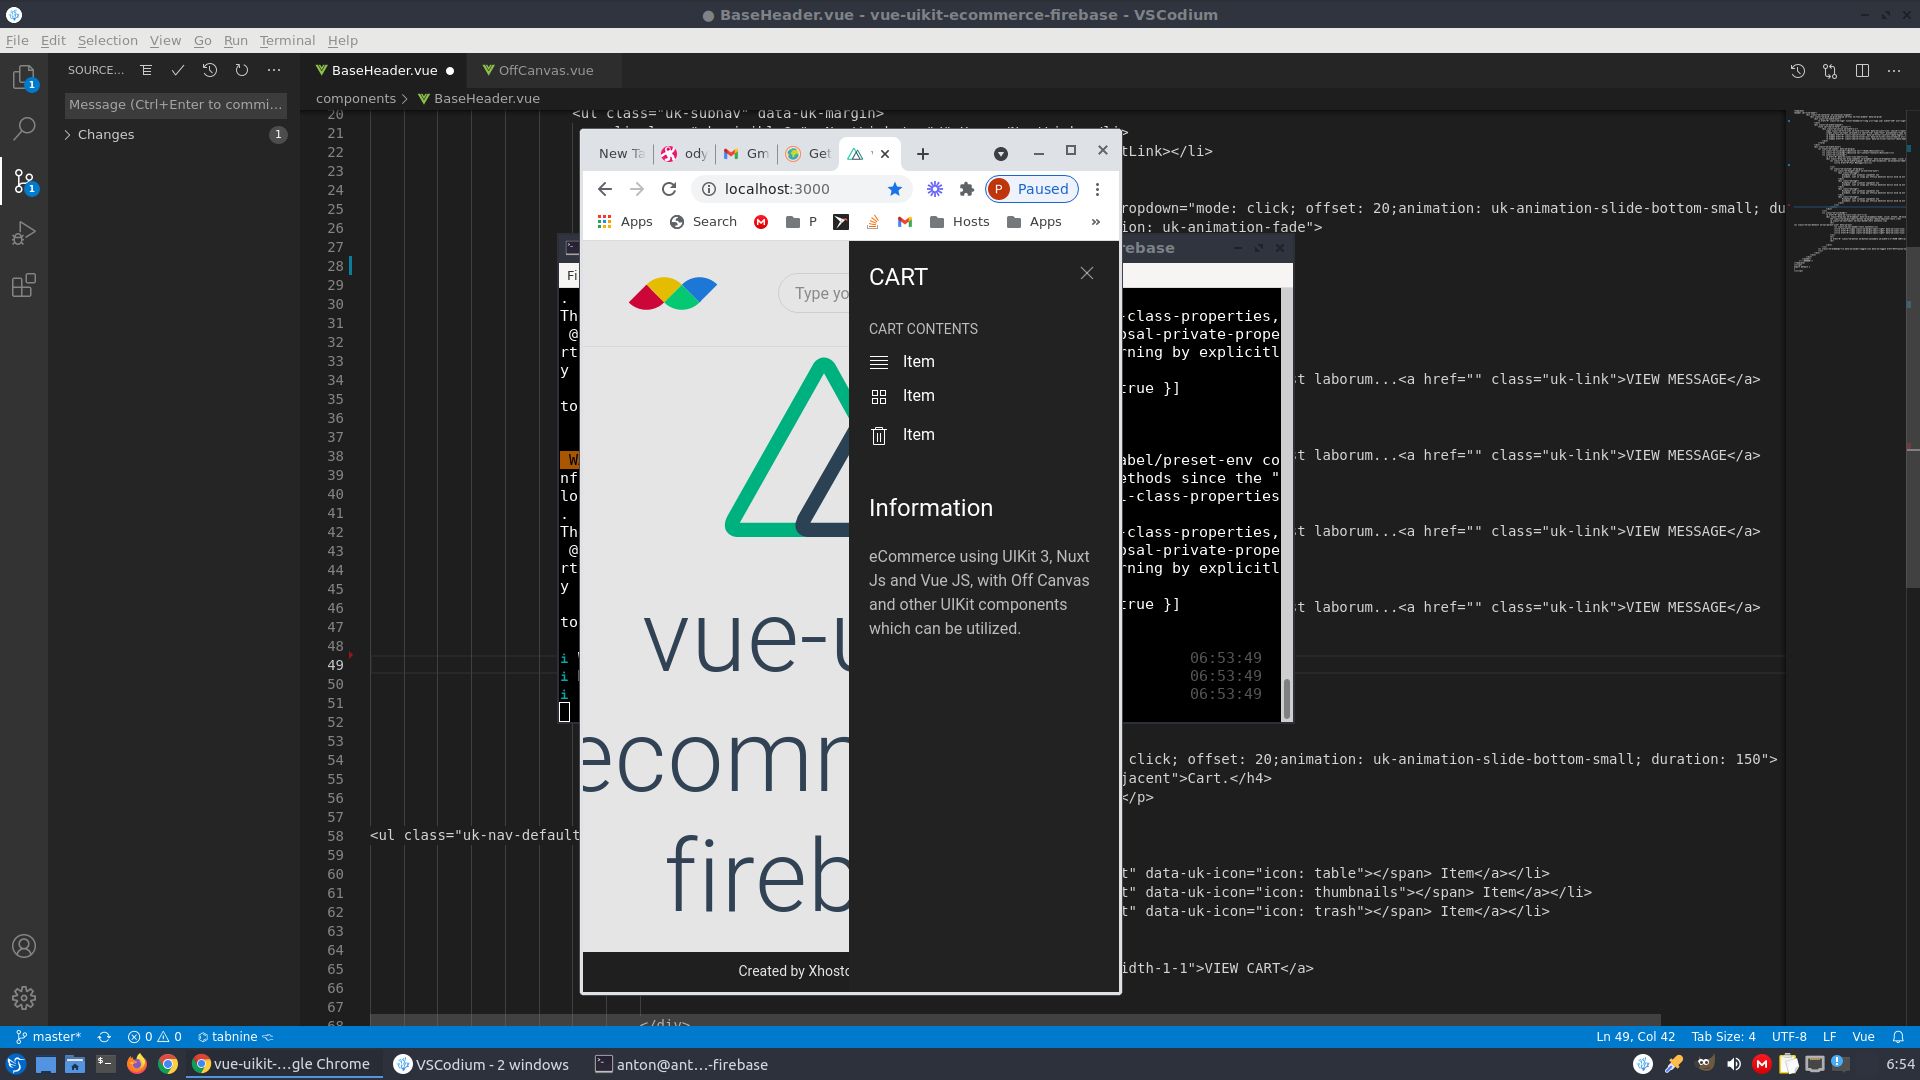 ● BaseHeader.vue - vue-uikit-ecommerce-firebase - VSCodium
File Edit Selection View Go Run Terminal Help
SOURCE...
BaseHeader.vue ●
OffCanvas.vue
components > BaseHeader.vue
Message (Ctrl+Enter to commi...
Changes 1
1
1
20 <ul class="uk-subnav" data-uk-margin>
21
22 tLink></li>
23
24
25 ropdown="mode: click; offset: 20;animation: uk-animation-slide-bottom-small; du
26 ion: uk-animation-fade">
27
28
29
30
31
32
33
34 t laborum...<a href="" class="uk-link">VIEW MESSAGE</a>
35
36
37
38 t laborum...<a href="" class="uk-link">VIEW MESSAGE</a>
39
40
41
42 t laborum...<a href="" class="uk-link">VIEW MESSAGE</a>
43
44
45
46 t laborum...<a href="" class="uk-link">VIEW MESSAGE</a>
47
48
49
50
51
52
53
54 click; offset: 20;animation: uk-animation-slide-bottom-small; duration: 150">
55 jacent">Cart.</h4>
56 </p>
57
58 <ul class="uk-nav-default
59
60 t" data-uk-icon="icon: table"></span> Item</a></li>
61 t" data-uk-icon="icon: thumbnails"></span> Item</a></li>
62 t" data-uk-icon="icon: trash"></span> Item</a></li>
63
64
65 idth-1-1">VIEW CART</a>
66
67
68 </div>
New Ta
ody
Gm
Get
localhost:3000
P Paused
Apps Search P Hosts Apps »
Type yo
vue-u
ecomm
fireb
Created by Xhosto
CART
CART CONTENTS
Item
Item
Item
Information
eCommerce using UIKit 3, Nuxt
Js and Vue JS, with Off Canvas
and other UIKit components
which can be utilized.
rebase
Fi
.
Th -class-properties,
@ osal-private-prope
rt rning by explicitl
y
true }]
to
W abel/preset-env co
nf ethods since the "
lo l-class-properties
.
Th -class-properties,
@ osal-private-prope
rt rning by explicitl
y
true }]
to
i 06:53:49
i 06:53:49
i 06:53:49
master* 0 0 tabnine
Ln 49, Col 42 Tab Size: 4 UTF-8 LF Vue
vue-uikit-...gle Chrome
VSCodium - 2 windows
anton@ant...-firebase
6:54